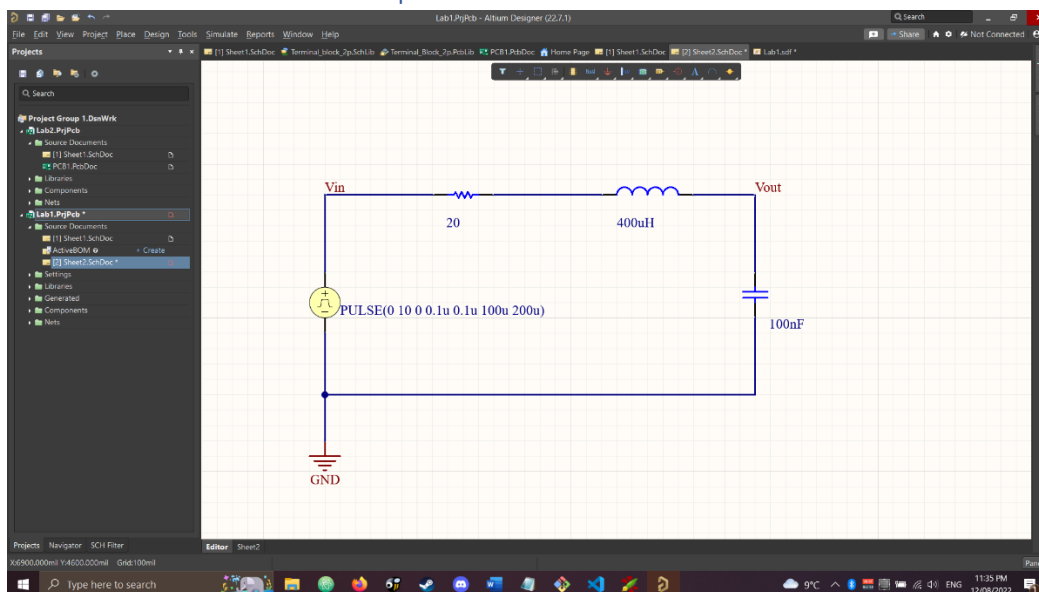 Lab1.PrjPcb - Altium Designer (22.7.1)
Search
File Edit View Project Place Design Tools Simulate Reports Window Help
Share
Not Connected
Projects
[1] Sheet1.SchDoc Terminal_block_2p.SchLib Terminal_Block_2p.PcbLib PCB1.PcbDoc Home Page [1] Sheet1.SchDoc [2] Sheet2.SchDoc * Lab1.sdf *
Search
Project Group 1.DsnWrk
Lab2.PrjPcb
Source Documents
[1] Sheet1.SchDoc
PCB1.PcbDoc
Libraries
Components
Nets
Lab1.PrjPcb *
Source Documents
[1] Sheet1.SchDoc
ActiveBOM + Create
[2] Sheet2.SchDoc *
Settings
Libraries
Generated
Components
Nets
Vin
Vout
20
400uH
PULSE(0 10 0 0.1u 0.1u 100u 200u)
100nF
GND
Projects Navigator SCH Filter
Editor Sheet2
X:6900.000mil Y:4600.000mil Grid:100mil
Pan
Type here to search
9°C
ENG
11:35 PM
12/08/2022